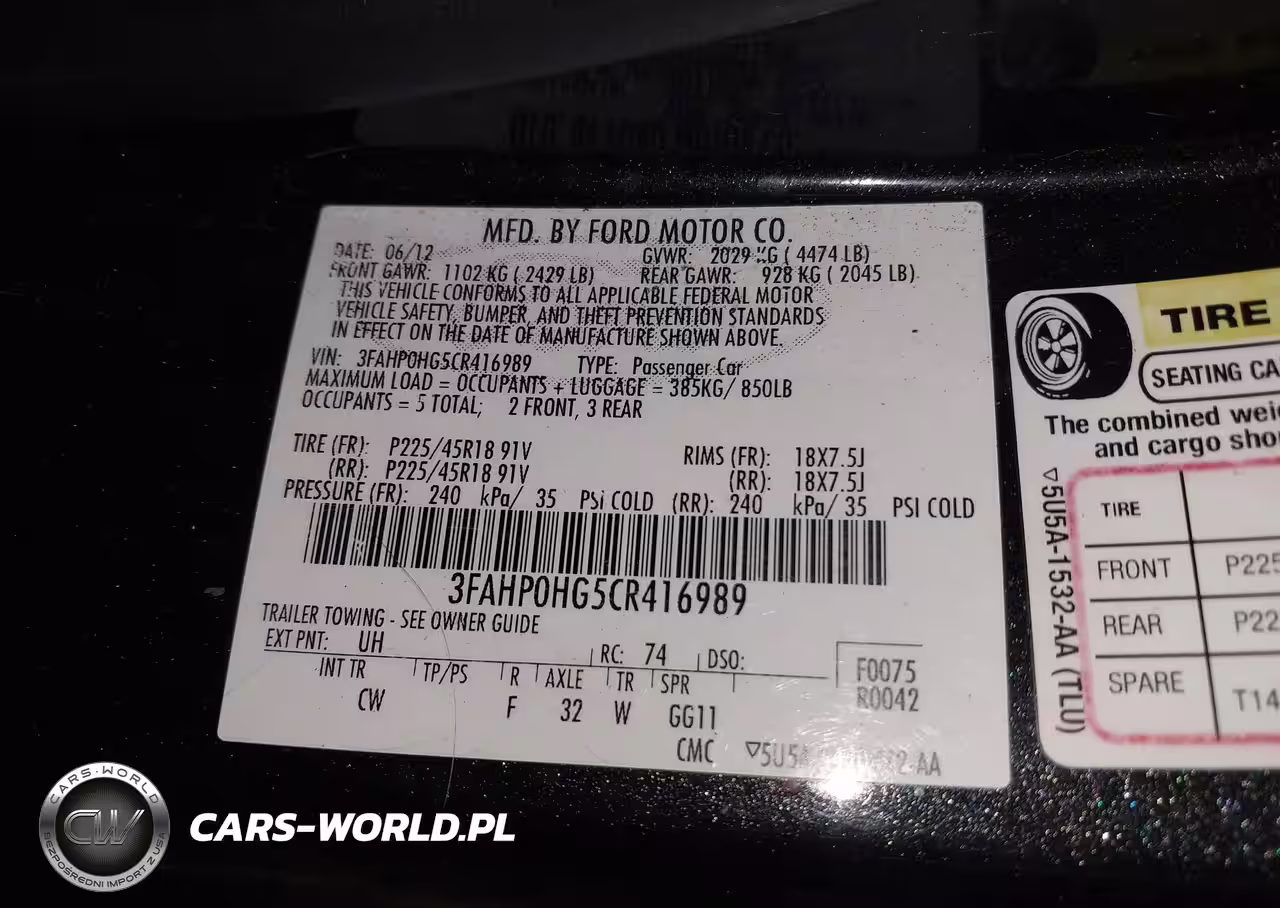 MFD. BY FORD MOTOR CO.
DATE: 06/12 GVWR: 2029 KG ( 4474 LB)
FRONT GAWR: 1102 KG ( 2429 LB) REAR GAWR: 928 KG ( 2045 LB)
THIS VEHICLE CONFORMS TO ALL APPLICABLE FEDERAL MOTOR
VEHICLE SAFETY, BUMPER, AND THEFT PREVENTION STANDARDS
IN EFFECT ON THE DATE OF MANUFACTURE SHOWN ABOVE.
VIN: 3FAHP0HG5CR416989 TYPE: Passenger Car
MAXIMUM LOAD = OCCUPANTS + LUGGAGE = 385KG/ 850LB
OCCUPANTS = 5 TOTAL; 2 FRONT, 3 REAR
TIRE (FR): P225/45R18 91V RIMS (FR): 18X7.5J
(RR): P225/45R18 91V (RR): 18X7.5J
PRESSURE (FR): 240 kPa/ 35 PSi COLD (RR): 240 kPa/ 35 PSI COLD
3FAHP0HG5CR416989
TRAILER TOWING - SEE OWNER GUIDE
EXT PNT: UH RC: 74 DSO:
INT TR TP/PS R AXLE TR SPR F0075
CW F 32 W GG11 R0042
CMC
TIRE
SEATING
The combined
and cargo
▽5U5A-1532-AA (TLU)
TIRE
FRONT
REAR
SPARE
CARS-WORLD
CW
BEZPOŚREDNI IMPORT Z USA
CARS-WORLD.PL